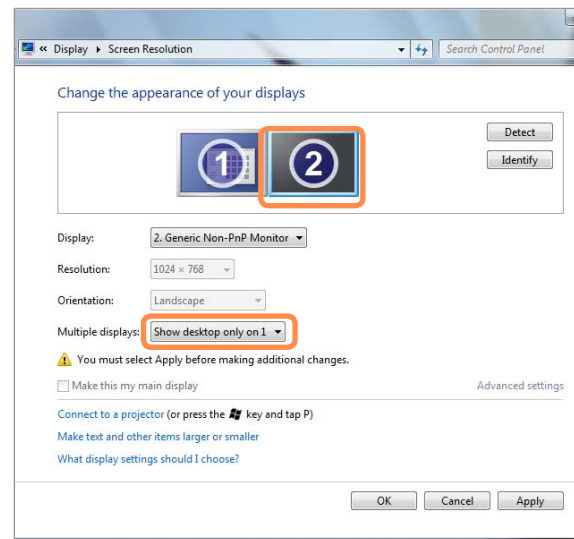 « Display ▸ Screen Resolution Search Control Panel
Change the appearance of your displays
1 2
Detect
Identify
Display: 2. Generic Non-PnP Monitor
Resolution: 1024 × 768
Orientation: Landscape
Multiple displays: Show desktop only on 1
You must select Apply before making additional changes.
Make this my main display Advanced settings
Connect to a projector (or press the key and tap P)
Make text and other items larger or smaller
What display settings should I choose?
OK Cancel Apply